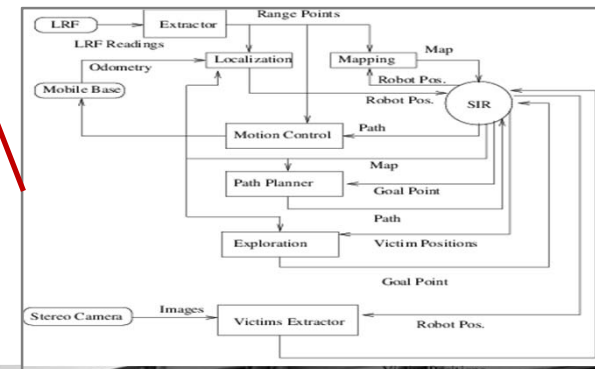 LRF
Extractor
Range Points
LRF Readings
Map
Odometry
Localization
Mapping
Robot Pos.
Mobile Base
Robot Pos.
SIR
Motion Control
Path
Map
Path Planner
Goal Point
Path
Exploration
Victim Positions
Goal Point
Stereo Camera
Images
Victims Extractor
Robot Pos.